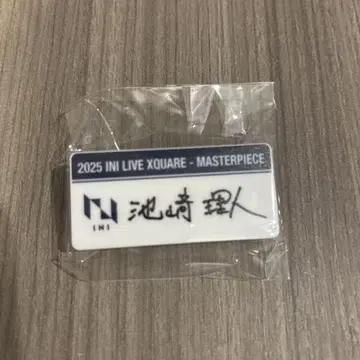 2025 INI LIVE XQUARE - MASTERPIECE
INI
池﨑 理人